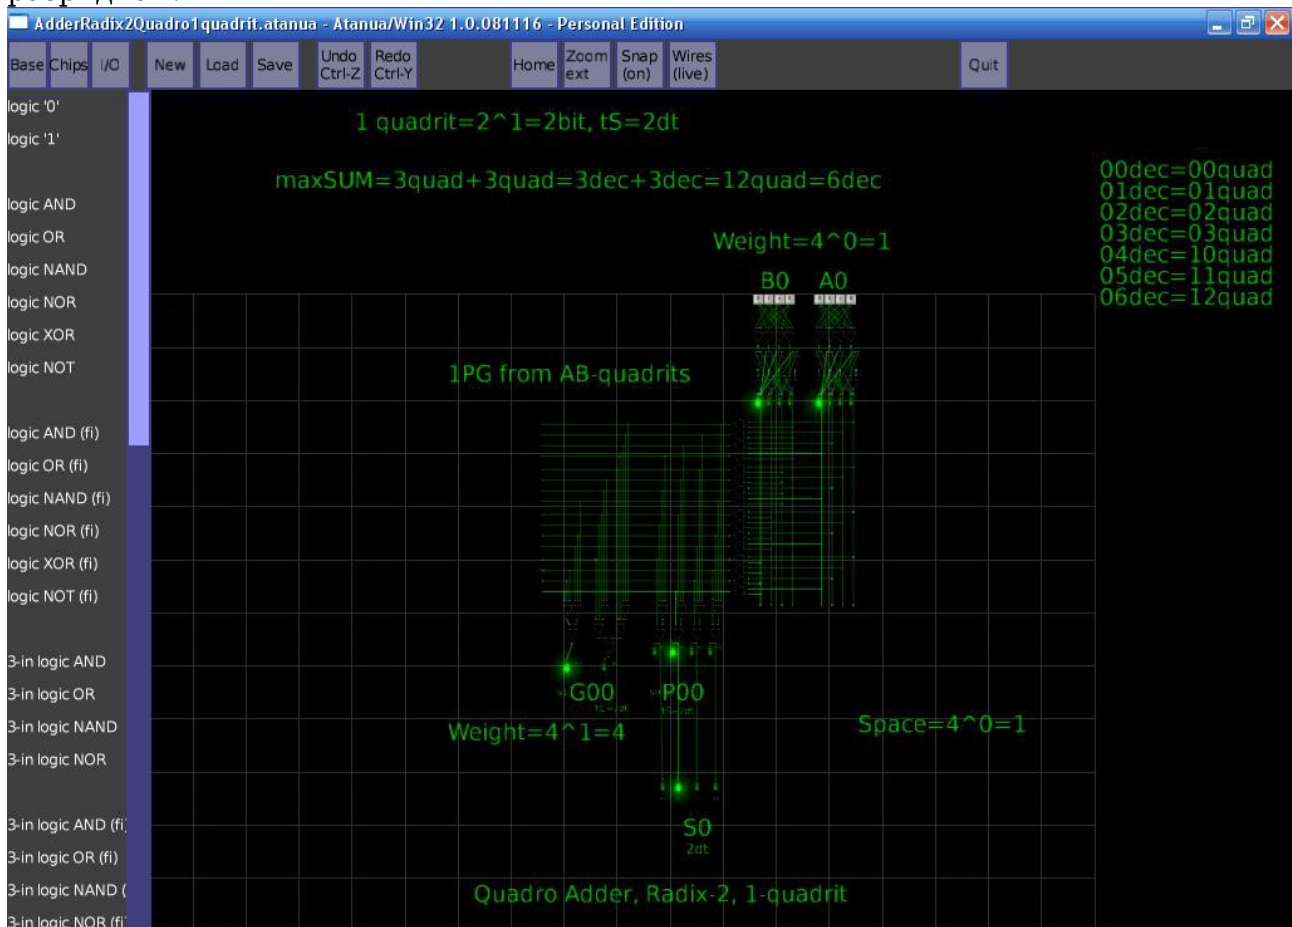 AdderRadix2Quadro1quadrit.atanua - Atanua/Win32 1.0.081116 - Personal Edition
Base Chips I/O New Load Save Undo Ctrl-Z Redo Ctrl-Y Home Zoom ext Snap (on) Wires (live) Quit
logic '0'
logic '1'
logic AND
logic OR
logic NAND
logic NOR
logic XOR
logic NOT
logic AND (fi)
logic OR (fi)
logic NAND (fi)
logic NOR (fi)
logic XOR (fi)
logic NOT (fi)
3-in logic AND
3-in logic OR
3-in logic NAND
3-in logic NOR
3-in logic AND (fi)
3-in logic OR (fi)
3-in logic NAND (
3-in logic NOR (fi
1 quadrit=2^1=2bit, tS=2dt
maxSUM=3quad+3quad=3dec+3dec=12quad=6dec
00dec=00quad
01dec=01quad
02dec=02quad
03dec=03quad
04dec=10quad
05dec=11quad
06dec=12quad
Weight=4^0=1
B0 A0
1PG from AB-quadrits
G00 P00
Weight=4^1=4
Space=4^0=1
S0
2dt
Quadro Adder, Radix-2, 1-quadrit